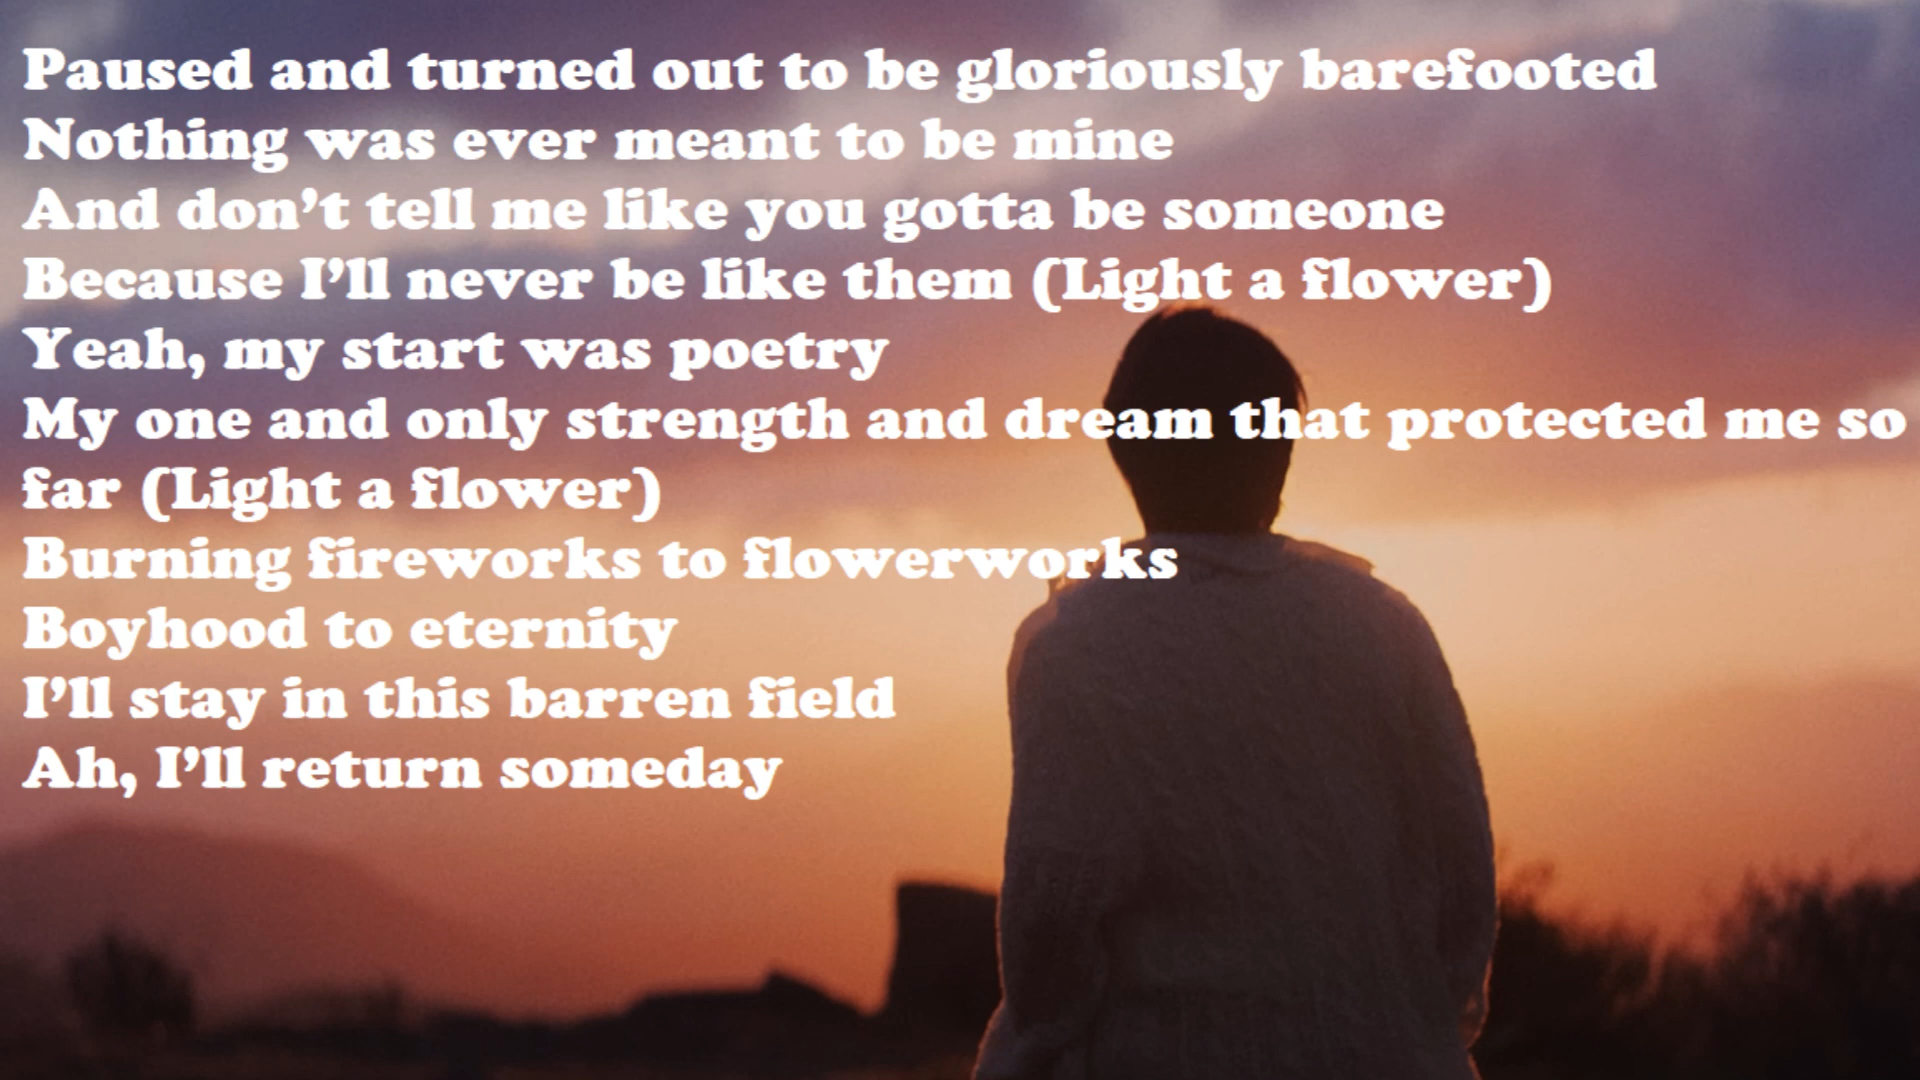 Paused and turned out to be gloriously barefooted
Nothing was ever meant to be mine
And don’t tell me like you gotta be someone
Because I’ll never be like them (Light a flower)
Yeah, my start was poetry
My one and only strength and dream that protected me so
far (Light a flower)
Burning fireworks to flowerworks
Boyhood to eternity
I’ll stay in this barren field
Ah, I’ll return someday